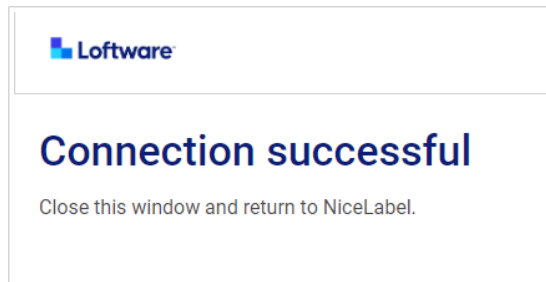 Loftware
Connection successful
Close this window and return to NiceLabel.